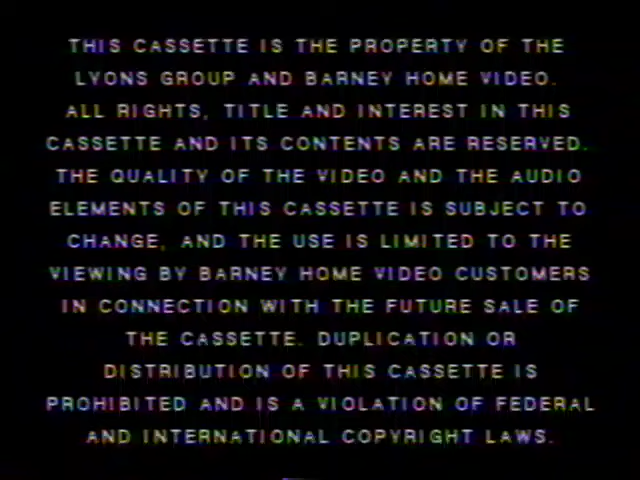 THIS CASSETTE IS THE PROPERTY OF THE
LYONS GROUP AND BARNEY HOME VIDEO.
ALL RIGHTS, TITLE AND INTEREST IN THIS
CASSETTE AND ITS CONTENTS ARE RESERVED.
THE QUALITY OF THE VIDEO AND THE AUDIO
ELEMENTS OF THIS CASSETTE IS SUBJECT TO
CHANGE, AND THE USE IS LIMITED TO THE
VIEWING BY BARNEY HOME VIDEO CUSTOMERS
IN CONNECTION WITH THE FUTURE SALE OF
THE CASSETTE. DUPLICATION OR
DISTRIBUTION OF THIS CASSETTE IS
PROHIBITED AND IS A VIOLATION OF FEDERAL
AND INTERNATIONAL COPYRIGHT LAWS.